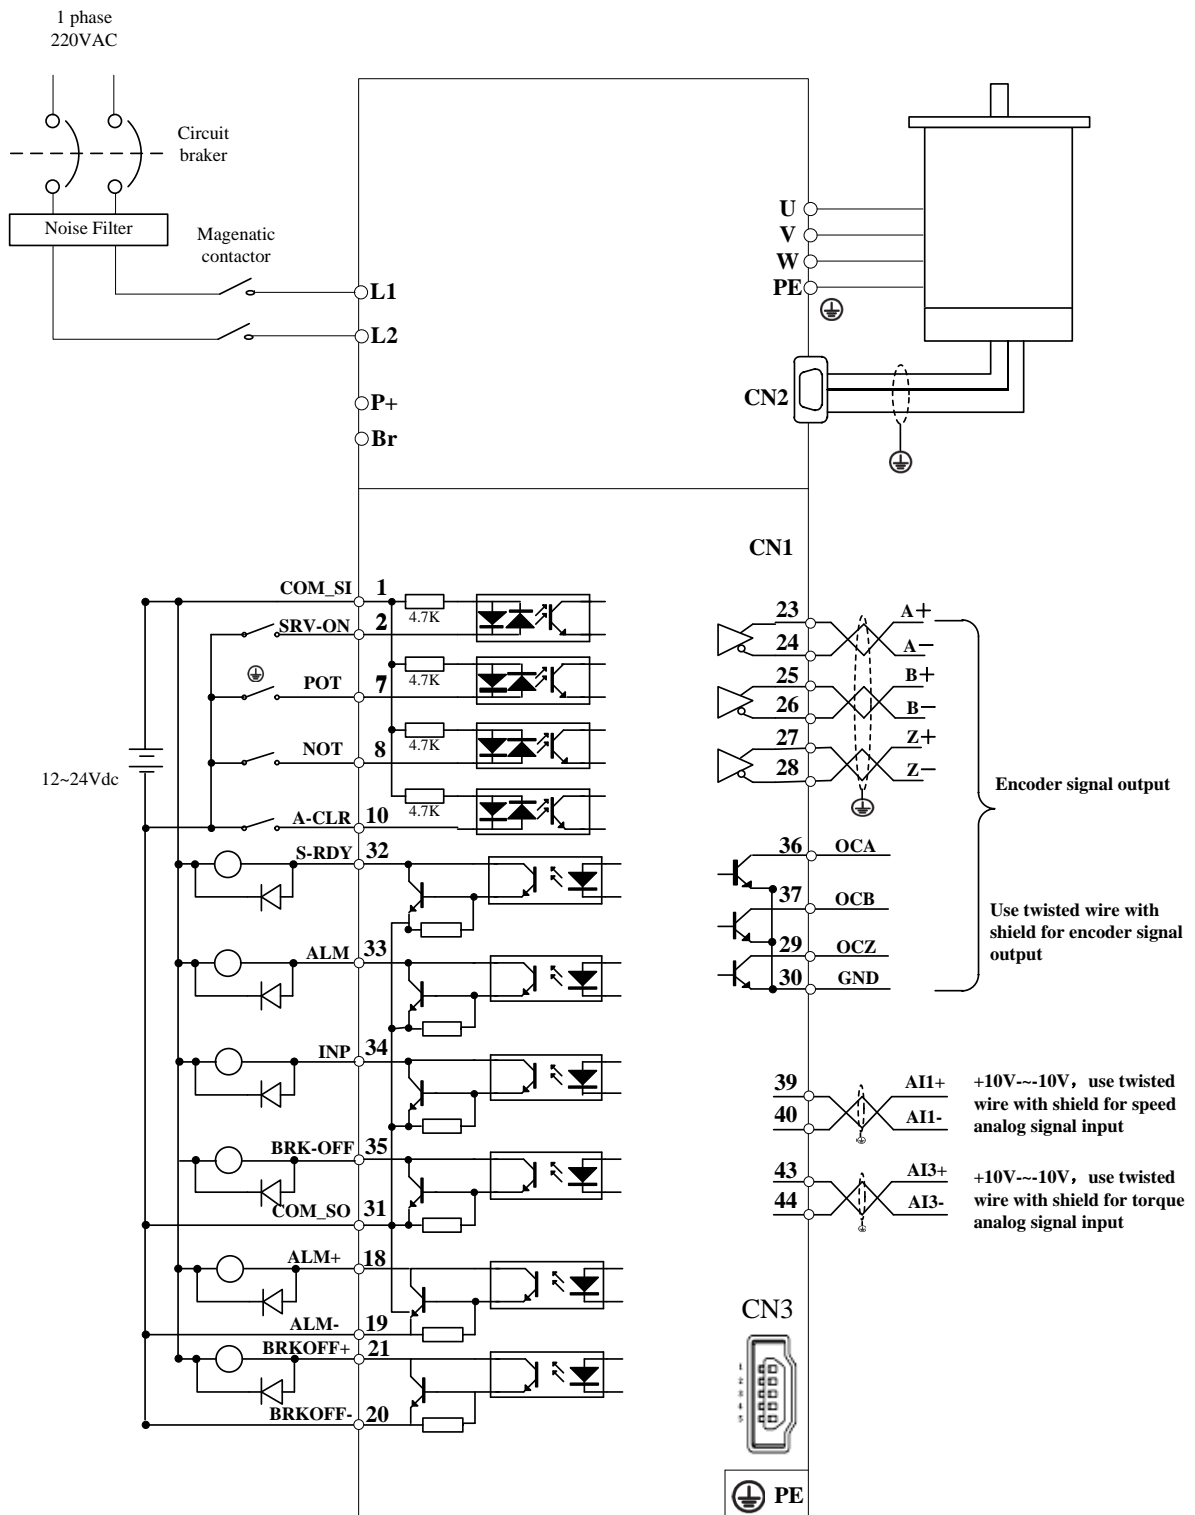 1 phase
220VAC
Circuit
braker
Noise Filter
Magenatic
contactor
L1
L2
P+
Br
U
V
W
PE
CN2
CN1
COM_SI 1
4.7K
SRV-ON 2
4.7K
POT 7
4.7K
NOT 8
4.7K
A-CLR 10
12~24Vdc
S-RDY 32
ALM 33
INP 34
BRK-OFF 35
COM_SO 31
ALM+ 18
ALM- 19
BRKOFF+ 21
BRKOFF- 20
23 A+
24 A-
25 B+
26 B-
27 Z+
28 Z-
Encoder signal output
36 OCA
37 OCB
29 OCZ
30 GND
Use twisted wire with
shield for encoder signal
output
39 AI1+
40 AI1-
+10V-~-10V，use twisted
wire with shield for speed
analog signal input
43 AI3+
44 AI3-
+10V-~-10V，use twisted
wire with shield for torque
analog signal input
CN3
1
2
3
4
5
PE